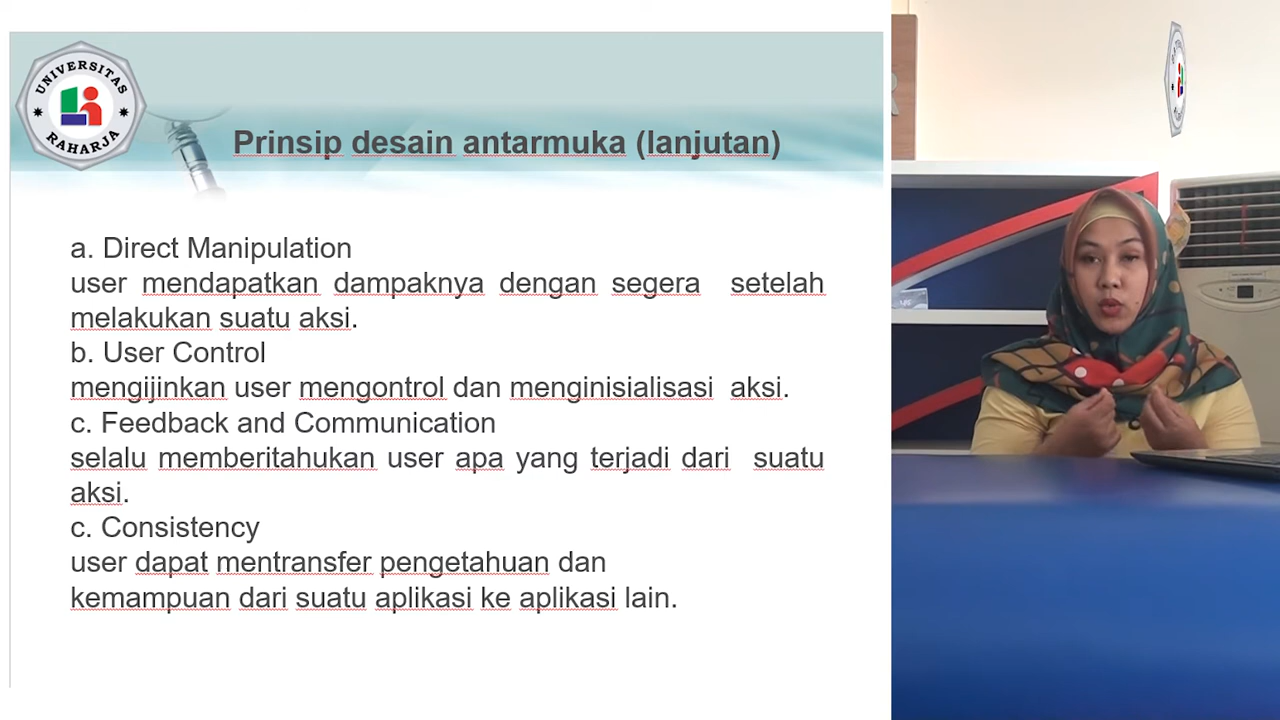 UNIVERSITAS
RAHARJA
Prinsip desain antarmuka (lanjutan)
a. Direct Manipulation
user mendapatkan dampaknya dengan segera setelah
melakukan suatu aksi.
b. User Control
mengijinkan user mengontrol dan menginisialisasi aksi.
c. Feedback and Communication
selalu memberitahukan user apa yang terjadi dari suatu
aksi.
c. Consistency
user dapat mentransfer pengetahuan dan
kemampuan dari suatu aplikasi ke aplikasi lain.